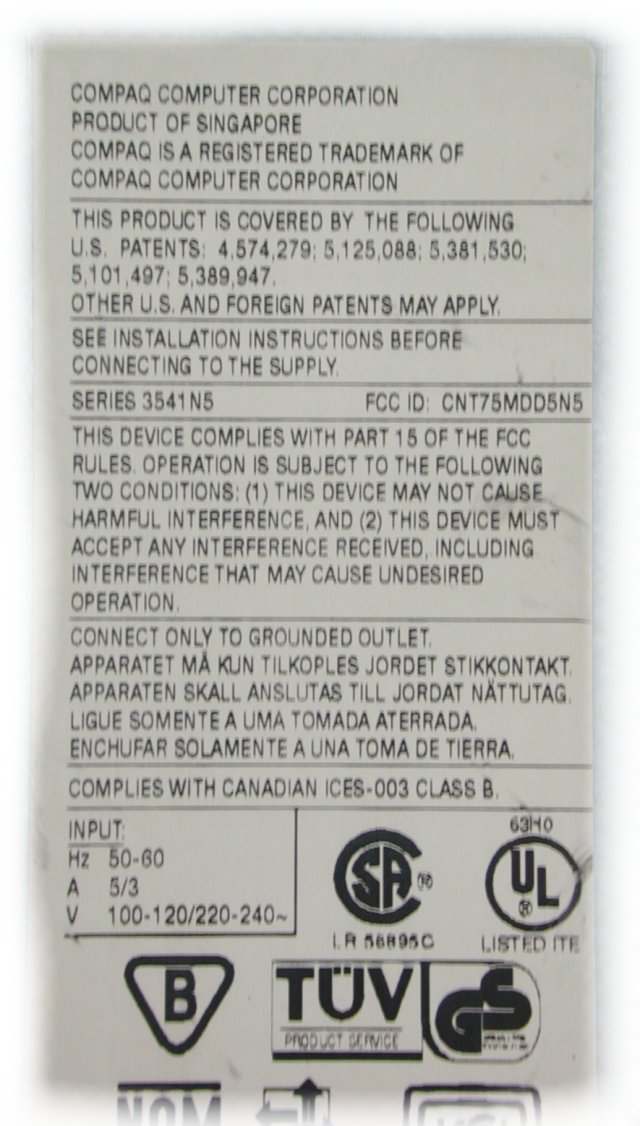 COMPAQ COMPUTER CORPORATION
PRODUCT OF SINGAPORE
COMPAQ IS A REGISTERED TRADEMARK OF
COMPAQ COMPUTER CORPORATION
THIS PRODUCT IS COVERED BY THE FOLLOWING
U.S. PATENTS: 4,574,279; 5,125,088; 5,381,530;
5,101,497; 5,389,947.
OTHER U.S. AND FOREIGN PATENTS MAY APPLY.
SEE INSTALLATION INSTRUCTIONS BEFORE
CONNECTING TO THE SUPPLY.
SERIES 3541N5 FCC ID: CNT75MDD5N5
THIS DEVICE COMPLIES WITH PART 15 OF THE FCC
RULES. OPERATION IS SUBJECT TO THE FOLLOWING
TWO CONDITIONS: (1) THIS DEVICE MAY NOT CAUSE
HARMFUL INTERFERENCE, AND (2) THIS DEVICE MUST
ACCEPT ANY INTERFERENCE RECEIVED, INCLUDING
INTERFERENCE THAT MAY CAUSE UNDESIRED
OPERATION.
CONNECT ONLY TO GROUNDED OUTLET.
APPARATET MÅ KUN TILKOPLES JORDET STIKKONTAKT.
APPARATEN SKALL ANSLUTAS TILL JORDAT NÄTTUTAG.
LIGUE SOMENTE A UMA TOMADA ATERRADA.
ENCHUFAR SOLAMENTE A UNA TOMA DE TIERRA.
COMPLIES WITH CANADIAN ICES-003 CLASS B.
INPUT:
Hz 50-60
A 5/3
V 100-120/220-240~
SA ®
LR 56895C
63H0
UL ®
LISTED ITE
B
TÜV
PRODUCT SERVICE
GS
NOM